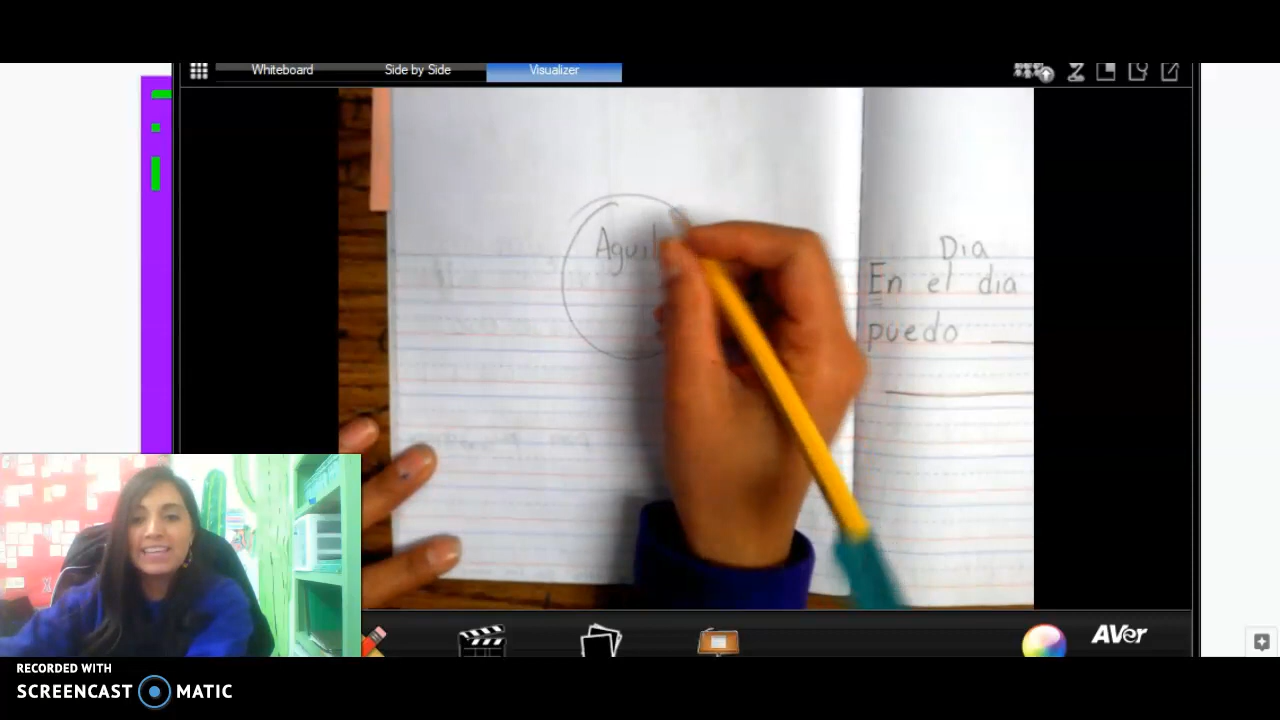 Whiteboard Side by Side Visualizer
Dia
En el dia
puedo
AVer
RECORDED WITH
SCREENCAST MATIC